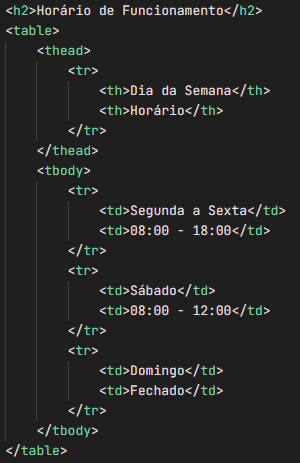 <h2>Horário de Funcionamento</h2>
<table>
    <thead>
        <tr>
            <th>Dia da Semana</th>
            <th>Horário</th>
        </tr>
    </thead>
    <tbody>
        <tr>
            <td>Segunda a Sexta</td>
            <td>08:00 - 18:00</td>
        </tr>
        <tr>
            <td>Sábado</td>
            <td>08:00 - 12:00</td>
        </tr>
        <tr>
            <td>Domingo</td>
            <td>Fechado</td>
        </tr>
    </tbody>
</table>